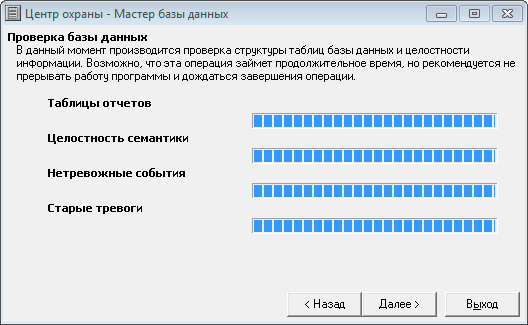 Центр охраны - Мастер базы данных
Проверка базы данных
В данный момент производится проверка структуры таблиц базы данных и целостности
информации. Возможно, что эта операция займет продолжительное время, но рекомендуется не
прерывать работу программы и дождаться завершения операции.
Таблицы отчетов
Целостность семантики
Нетревожные события
Старые тревоги
< Назад
Далее >
Выход